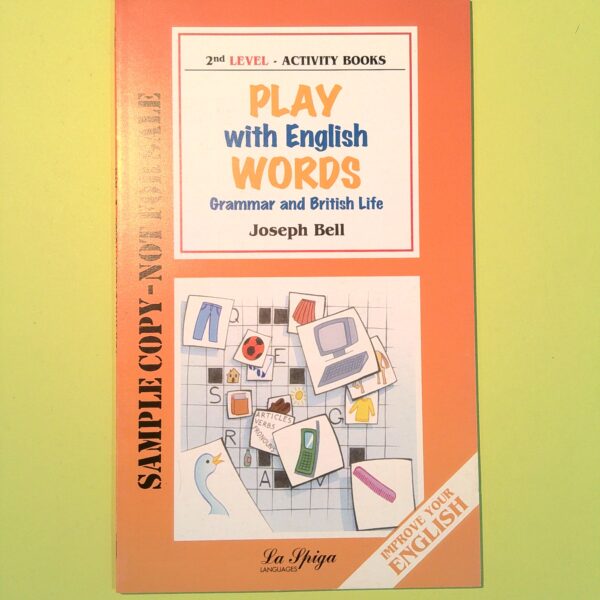 2nd LEVEL - ACTIVITY BOOKS
PLAY
with English
WORDS
Grammar and British Life
Joseph Bell
SAMPLE COPY - NOT FOR SALE
Q
E
S
G
R
A
V
ARTICLES
VERBS
PRONOUNS
IMPROVE YOUR
ENGLISH
La Spiga
LANGUAGES